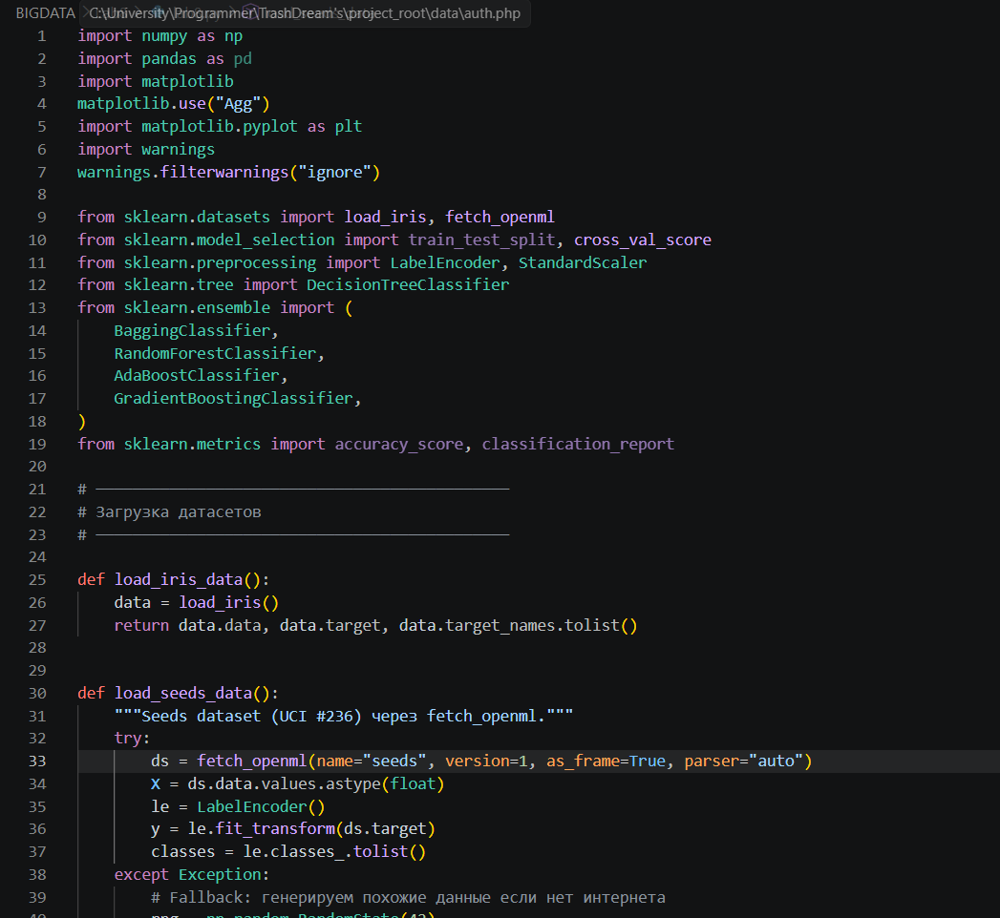 BIGDATA C:\University\Programmer\TrashDream's\project_root\data\auth.php
1 import numpy as np
2 import pandas as pd
3 import matplotlib
4 matplotlib.use("Agg")
5 import matplotlib.pyplot as plt
6 import warnings
7 warnings.filterwarnings("ignore")
8
9 from sklearn.datasets import load_iris, fetch_openml
10 from sklearn.model_selection import train_test_split, cross_val_score
11 from sklearn.preprocessing import LabelEncoder, StandardScaler
12 from sklearn.tree import DecisionTreeClassifier
13 from sklearn.ensemble import (
14     BaggingClassifier,
15     RandomForestClassifier,
16     AdaBoostClassifier,
17     GradientBoostingClassifier,
18 )
19 from sklearn.metrics import accuracy_score, classification_report
20
21 # ─────────────────────────────────────────────
22 # Загрузка датасетов
23 # ─────────────────────────────────────────────
24
25 def load_iris_data():
26     data = load_iris()
27     return data.data, data.target, data.target_names.tolist()
28
29
30 def load_seeds_data():
31     """Seeds dataset (UCI #236) через fetch_openml."""
32     try:
33         ds = fetch_openml(name="seeds", version=1, as_frame=True, parser="auto")
34         X = ds.data.values.astype(float)
35         le = LabelEncoder()
36         y = le.fit_transform(ds.target)
37         classes = le.classes_.tolist()
38     except Exception:
39         # Fallback: генерируем похожие данные если нет интернета